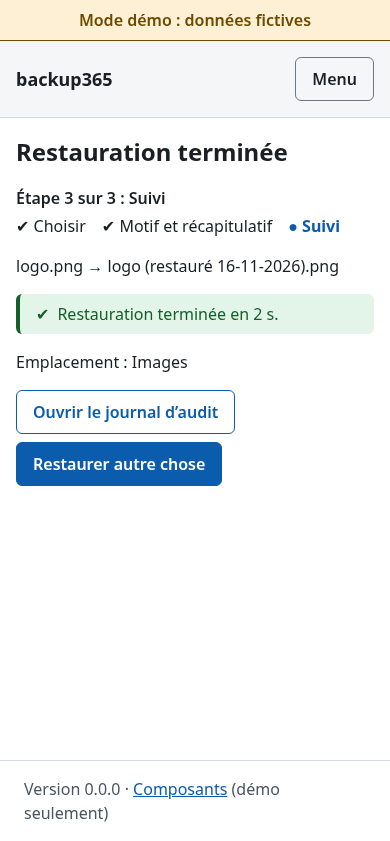 Mode démo : données fictives
backup365
Menu
Restauration terminée
Étape 3 sur 3 : Suivi
✔ Choisir ✔ Motif et récapitulatif ● Suivi
logo.png → logo (restauré 16-11-2026).png
✔ Restauration terminée en 2 s.
Emplacement : Images
Ouvrir le journal d’audit
Restaurer autre chose
Version 0.0.0 · Composants (démo
seulement)